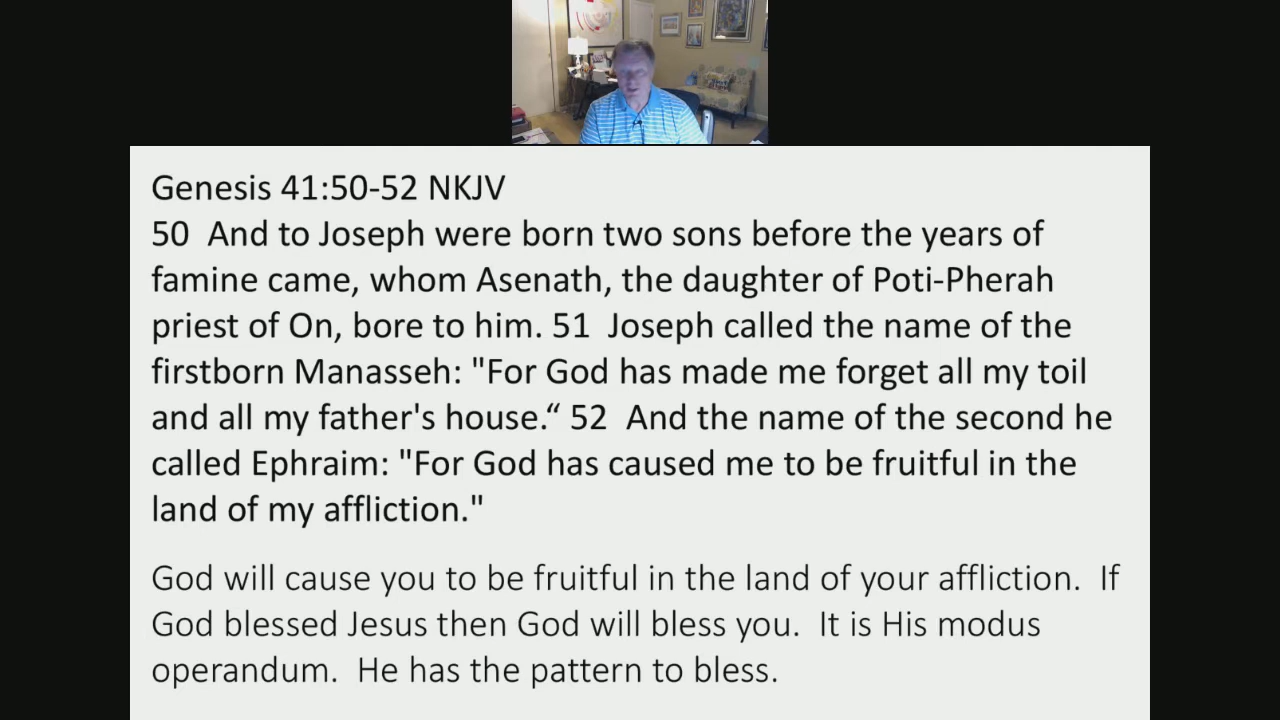 Genesis 41:50-52 NKJV
50  And to Joseph were born two sons before the years of
famine came, whom Asenath, the daughter of Poti-Pherah
priest of On, bore to him. 51  Joseph called the name of the
firstborn Manasseh: "For God has made me forget all my toil
and all my father's house.“ 52  And the name of the second he
called Ephraim: "For God has caused me to be fruitful in the
land of my affliction."
God will cause you to be fruitful in the land of your affliction.  If
God blessed Jesus then God will bless you.  It is His modus
operandum.  He has the pattern to bless.